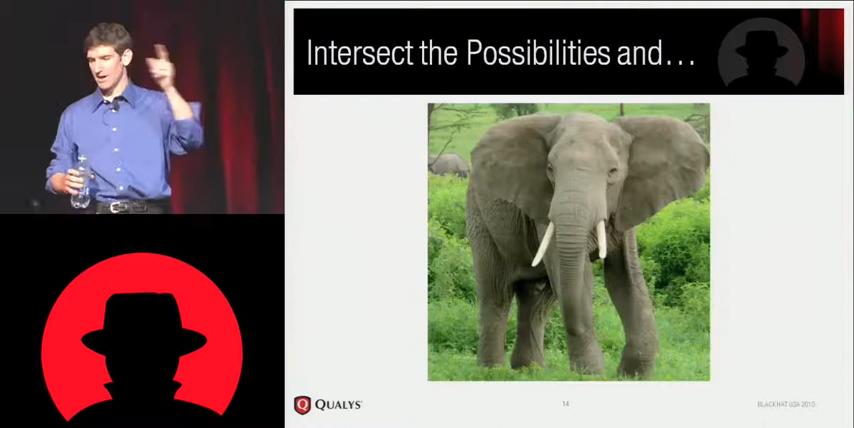 Intersect the Possibilities and...
QUALYS
14
BLACKHAT USA 2010